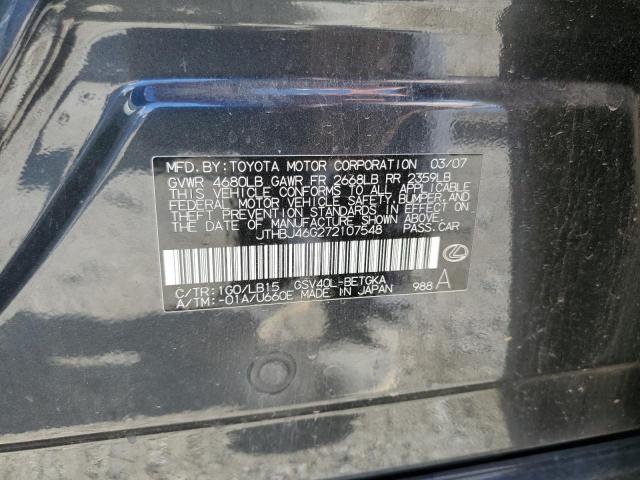 MFD. BY: TOYOTA MOTOR CORPORATION 03/07
GVWR 4680LB GAWR FR 2668LB RR 2359LB
THIS VEHICLE CONFORMS TO ALL APPLICABLE
FEDERAL MOTOR VEHICLE SAFETY, BUMPER, AND
THEFT PREVENTION STANDARDS IN EFFECT ON
THE DATE OF MANUFACTURE SHOWN ABOVE.
JTHBJ46G272107548 PASS.CAR
C/TR: 1G0/LB15 GSV40L-BETGKA
A/TM: -01A/U660E MADE IN JAPAN 988 A